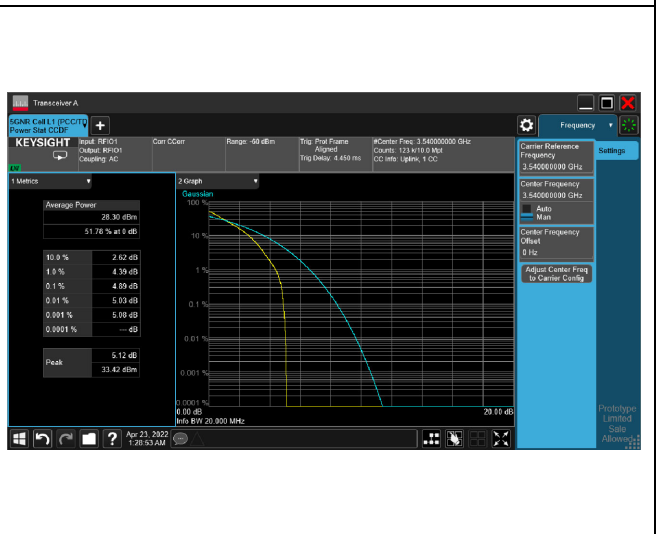 Transceiver A
5GNR Call L1 (PCC/TD
Power Stat CCDF
Frequency
KEYSIGHT
Input: RFIO1
Output: RFIO1
Coupling: AC
Corr CCorr
Range: -60 dBm
Trig: Prot Frame
Aligned
Trig Delay: 4.450 ms
#Center Freq: 3.540000000 GHz
Counts: 123 k/10.0 Mpt
CC Info: Uplink, 1 CC
1 Metrics
Average Power
28.30 dBm
51.76 % at 0 dB
10.0 % 2.62 dB
1.0 % 4.39 dB
0.1 % 4.89 dB
0.01 % 5.03 dB
0.001 % 5.08 dB
0.0001 % --- dB
Peak
5.12 dB
33.42 dBm
2 Graph
Gaussian
100 %
10 %
1 %
0.1 %
0.01 %
0.001 %
0.0001 %
0.00 dB
20.00 dB
Info BW 20.000 MHz
Carrier Reference
Frequency
3.540000000 GHz
Center Frequency
3.540000000 GHz
Auto
Man
Center Frequency
Offset
0 Hz
Adjust Center Freq
to Carrier Config
Settings
Prototype
Limited
Sale
Allowed
?
Apr 23, 2022
1:28:53 AM